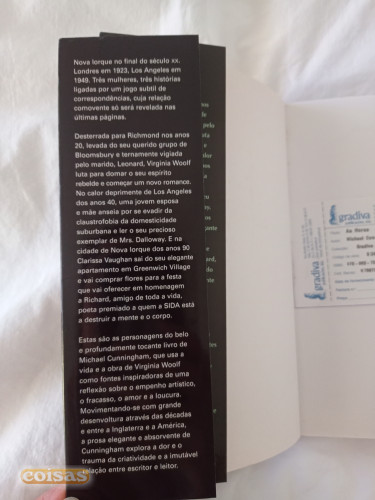 Nova Iorque no final do século XX.
Londres em 1923, Los Angeles em
1949. Três mulheres, três histórias
ligadas por um jogo subtil de
correspondências, cuja relação
comovente só será revelada nas
últimas páginas.
Desterrada para Richmond nos anos
20, levada do seu querido grupo de
Bloomsbury e ternamente vigiada
pelo marido, Leonard, Virginia Woolf
luta para domar o seu espírito
rebelde e começar um novo romance.
No calor deprimente de Los Angeles
dos anos 40, uma jovem esposa
e mãe anseia por se evadir da
claustrofobia da domesticidade
suburbana e ler o seu precioso
exemplar de Mrs. Dalloway. E na
cidade de Nova Iorque dos anos 90
Clarissa Vaughan sai do seu elegante
apartamento em Greenwich Village
e vai comprar flores para a festa
que vai oferecer em homenagem
a Richard, amigo de toda a vida,
poeta premiado a quem a SIDA está
a destruir a mente e o corpo.
Estas são as personagens do belo
e profundamente tocante livro de
Michael Cunningham, que usa a
vida e a obra de Virginia Woolf
como fontes inspiradoras de uma
reflexão sobre o empenho artístico,
o fracasso, o amor e a loucura.
Movimentando-se com grande
desenvoltura através das décadas
e entre a Inglaterra e a América,
a prosa elegante e absorvente de
Cunningham explora a dor e o
trauma da criatividade e a imutável
relação entre escritor e leitor.
gradiva
As Horas
Michael
Gradiva
coisas